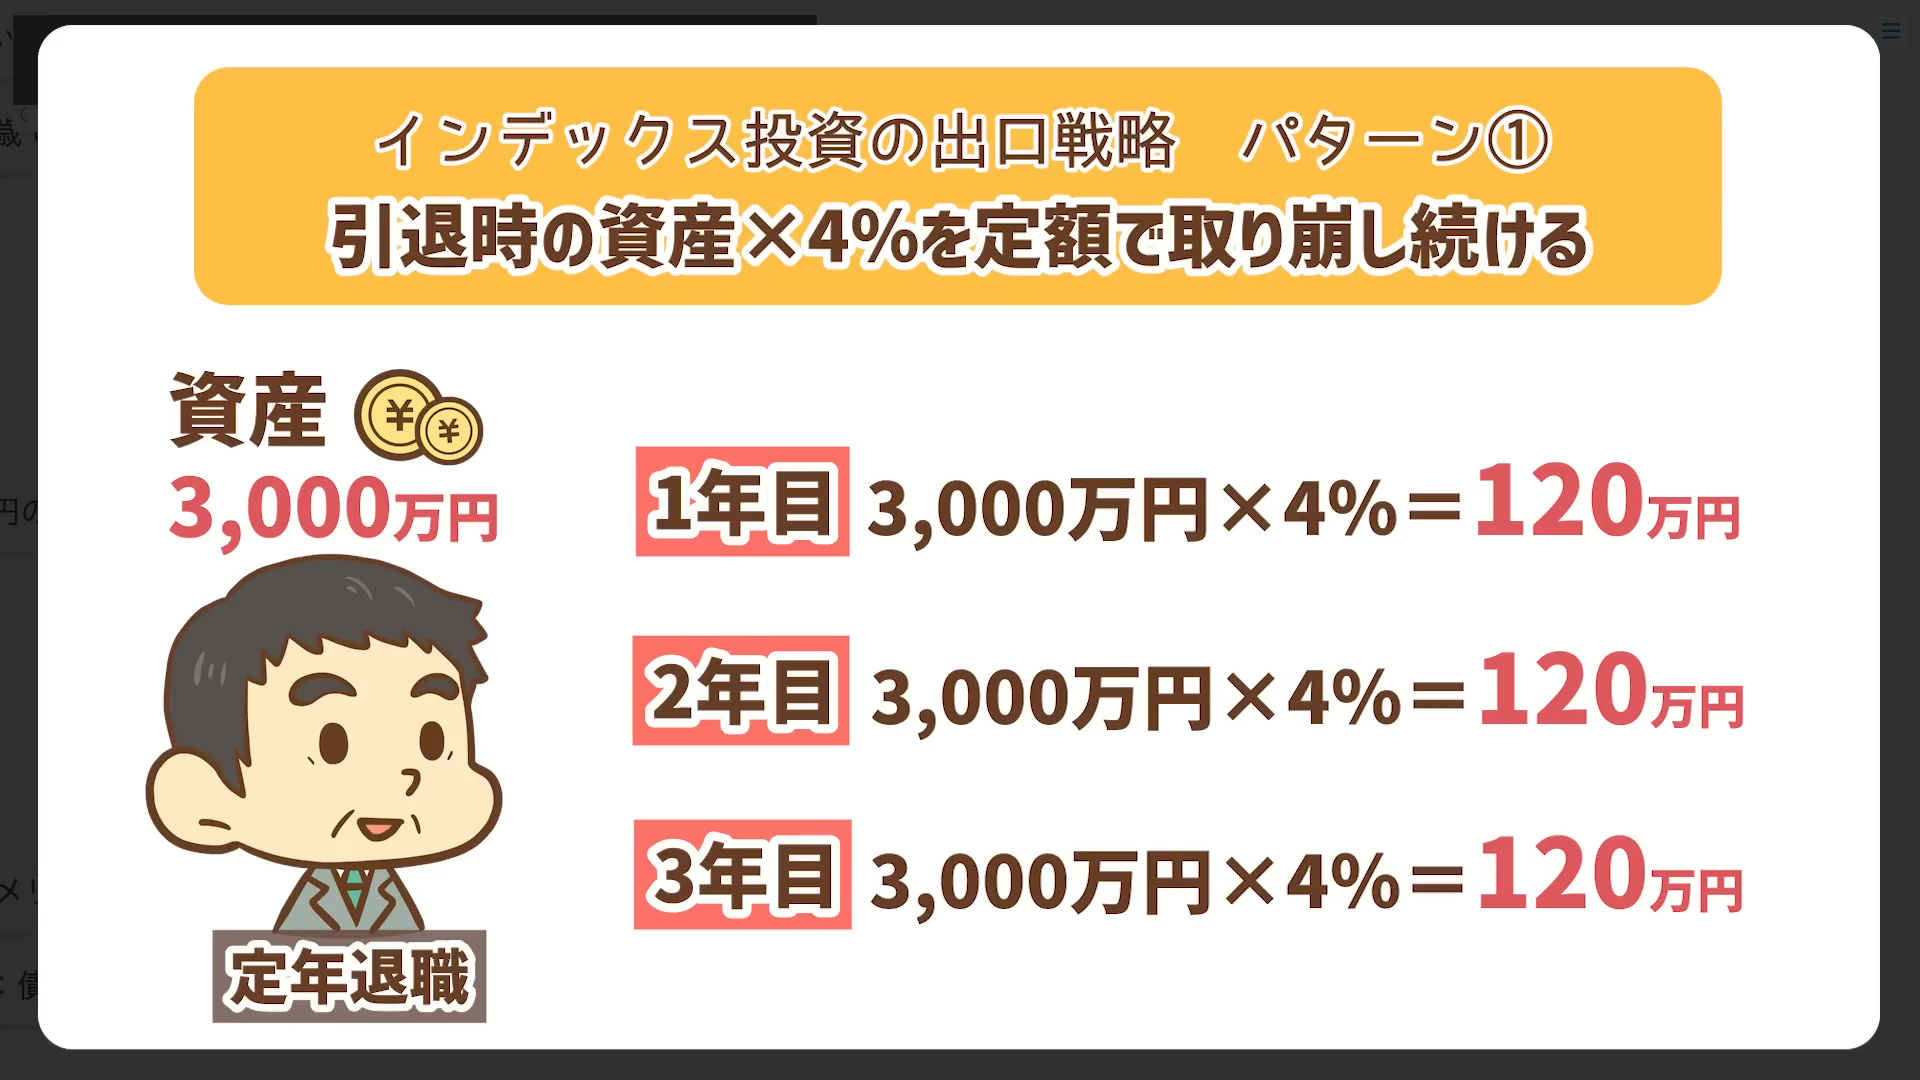 インデックス投資の出口戦略　パターン①
引退時の資産×4%を定額で取り崩し続ける
資産
¥ ¥
3,000万円
定年退職
1年目 3,000万円×4%＝120万円
2年目 3,000万円×4%＝120万円
3年目 3,000万円×4%＝120万円